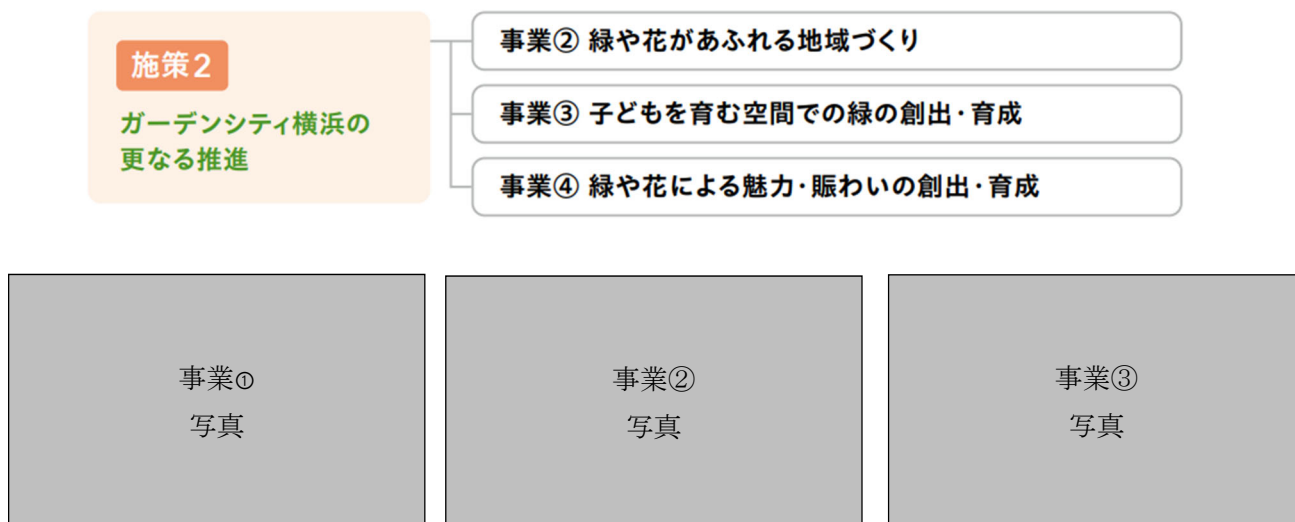 施策2
ガーデンシティ横浜の
更なる推進
事業② 緑や花があふれる地域づくり
事業③ 子どもを育む空間での緑の創出・育成
事業④ 緑や花による魅力・賑わいの創出・育成
事業①
写真
事業②
写真
事業③
写真